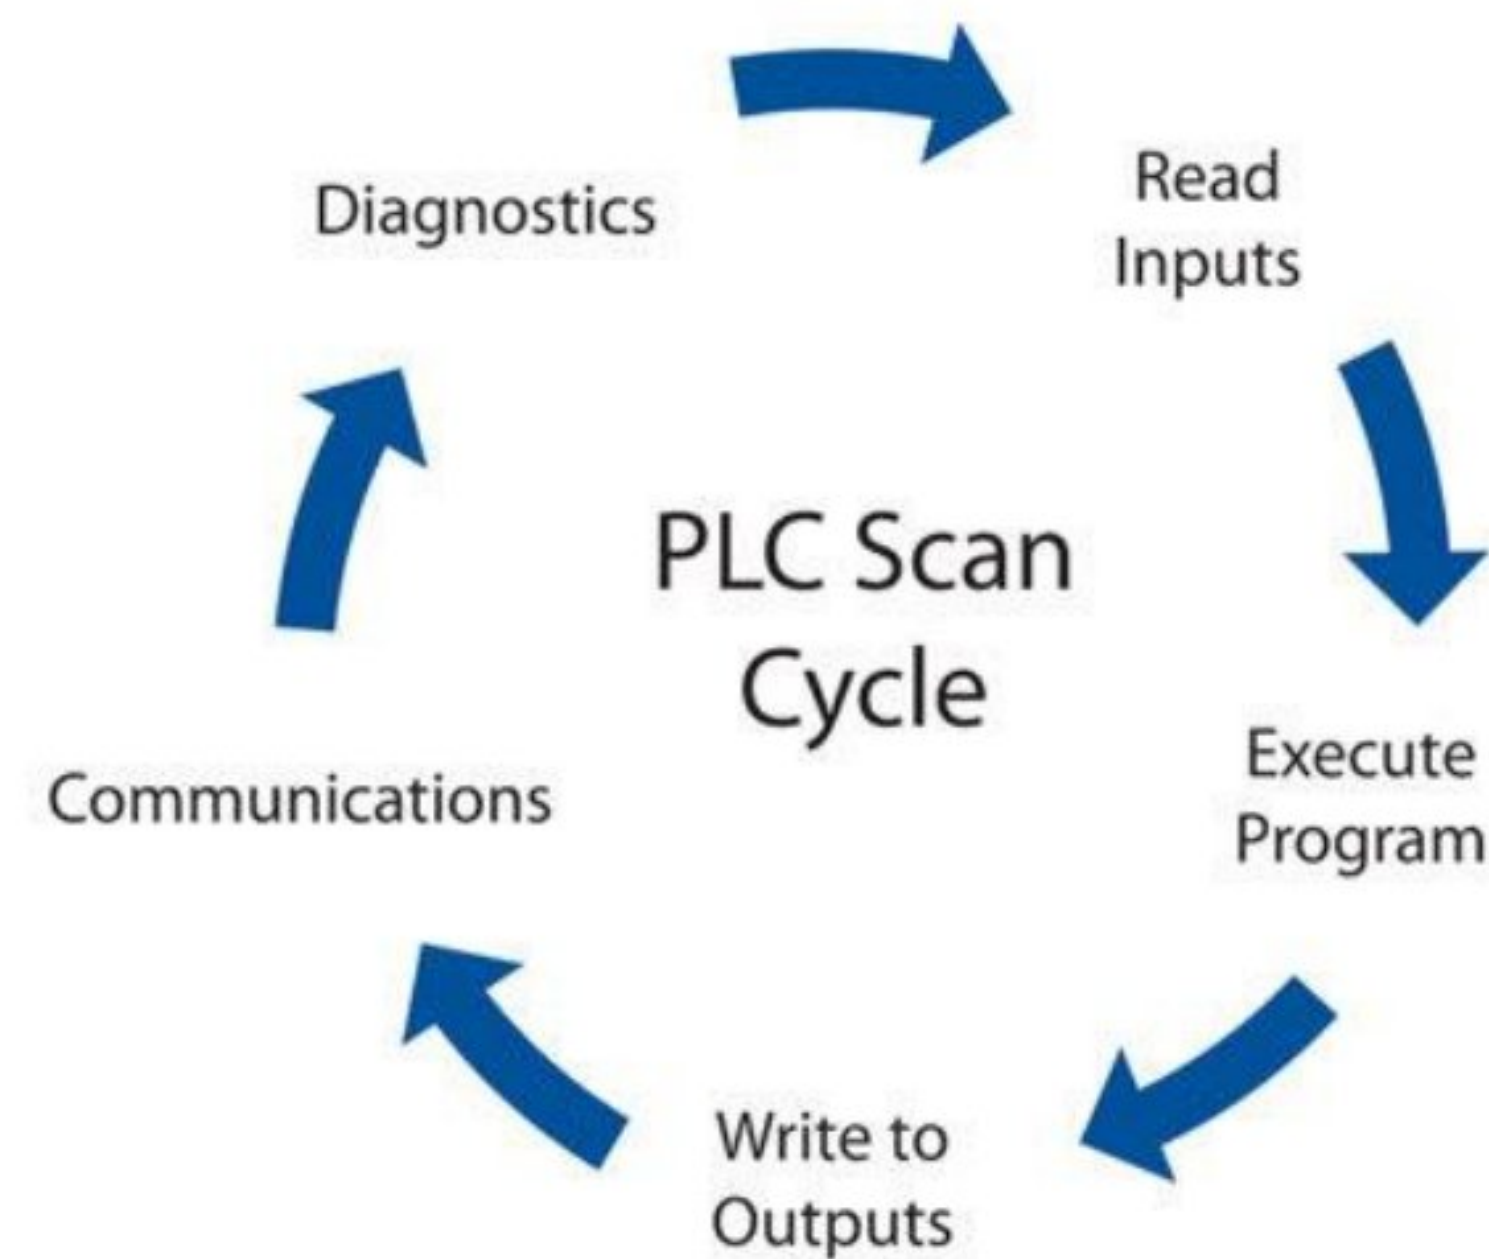 Diagnostics
Read
Inputs
PLC Scan
Cycle
Execute
Program
Communications
Write to
Outputs